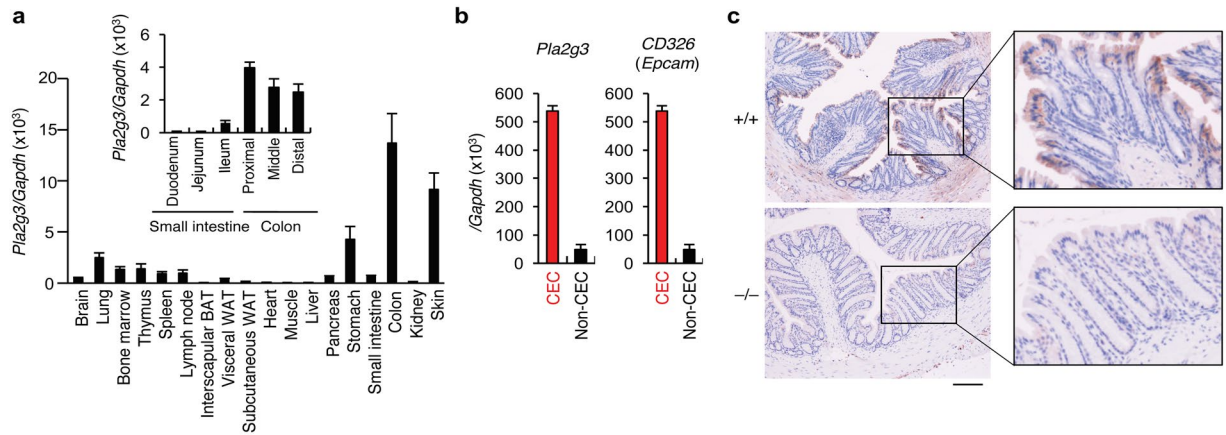 a
Pla2g3/Gapdh (x10³)
20
15
10
5
0
Brain
Lung
Bone marrow
Thymus
Spleen
Lymph node
Interscapular BAT
Visceral WAT
Subcutaneous WAT
Heart
Muscle
Liver
Pancreas
Stomach
Small intestine
Colon
Kidney
Skin
Pla2g3/Gapdh (x10³)
6
4
2
0
Duodenum
Jejunum
Ileum
Proximal
Middle
Distal
Small intestine
Colon
b
Pla2g3
/Gapdh (x10³)
600
500
400
300
200
100
0
CEC
Non-CEC
CD326
(Epcam)
600
500
400
300
200
100
0
CEC
Non-CEC
c
+/+
–/–